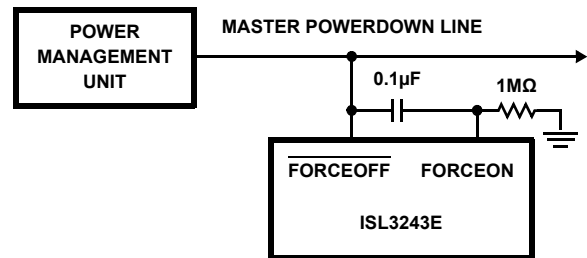 POWER
MANAGEMENT
UNIT
MASTER POWERDOWN LINE
0.1µF
1MΩ
FORCEOFF FORCEON
ISL3243E